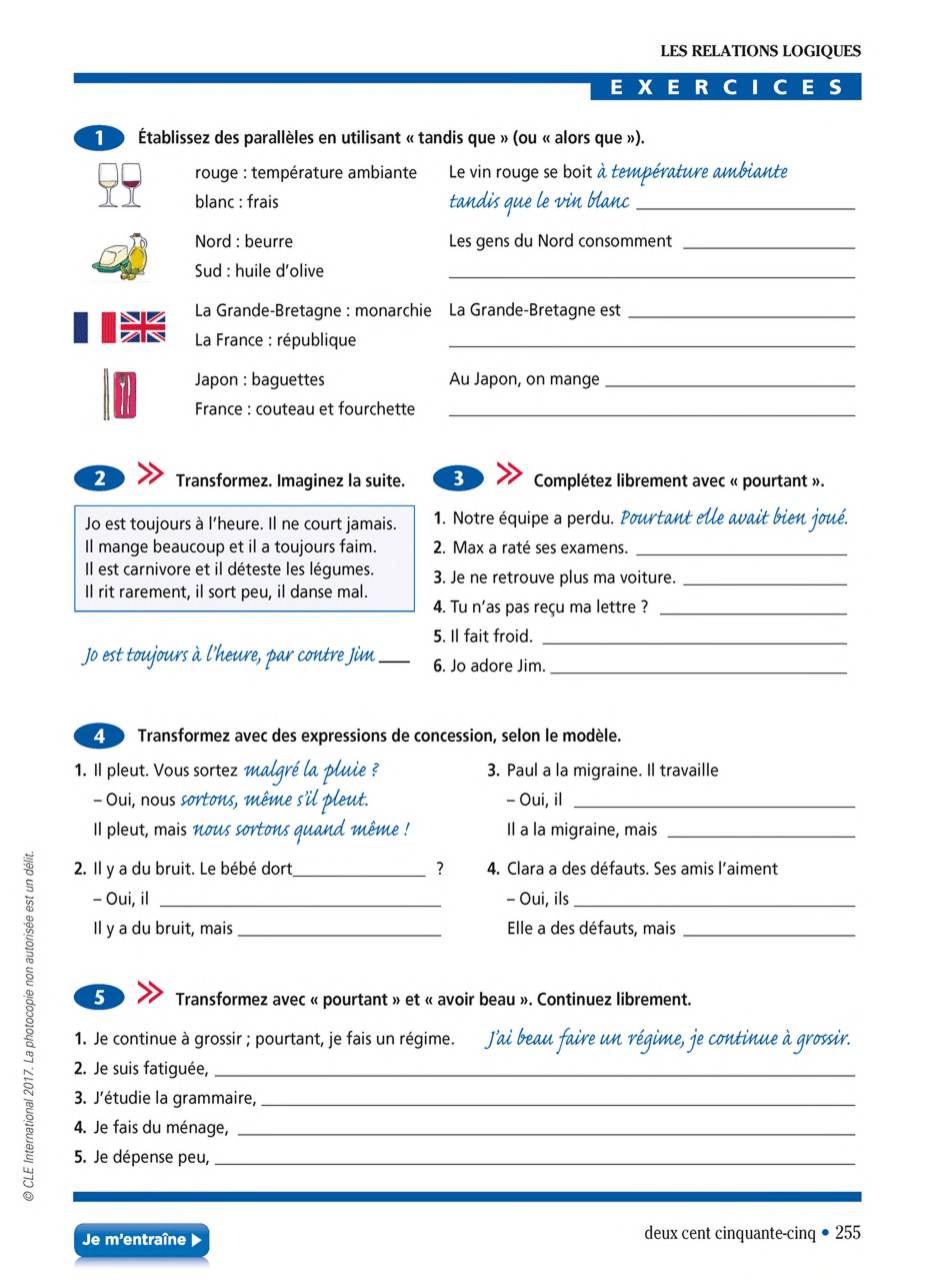 LES RELATIONS LOGIQUES
EXERCICES
1 Établissez des parallèles en utilisant « tandis que » (ou « alors que »).
rouge : température ambiante Le vin rouge se boit à température ambiante
blanc : frais tandis que le vin blanc
Nord : beurre Les gens du Nord consomment
Sud : huile d'olive
La Grande-Bretagne : monarchie La Grande-Bretagne est
La France : république
Japon : baguettes Au Japon, on mange
France : couteau et fourchette
2 Transformez. Imaginez la suite.
Jo est toujours à l'heure. Il ne court jamais.
Il mange beaucoup et il a toujours faim.
Il est carnivore et il déteste les légumes.
Il rit rarement, il sort peu, il danse mal.
Jo est toujours à l'heure, par contre Jim
3 Complétez librement avec « pourtant ».
1. Notre équipe a perdu. Pourtant elle avait bien joué.
2. Max a raté ses examens.
3. Je ne retrouve plus ma voiture.
4. Tu n'as pas reçu ma lettre ?
5. Il fait froid.
6. Jo adore Jim.
4 Transformez avec des expressions de concession, selon le modèle.
1. Il pleut. Vous sortez malgré la pluie ?
– Oui, nous sortons, même s'il pleut.
Il pleut, mais nous sortons quand même !
2. Il y a du bruit. Le bébé dort ?
– Oui, il
Il y a du bruit, mais
3. Paul a la migraine. Il travaille
– Oui, il
Il a la migraine, mais
4. Clara a des défauts. Ses amis l'aiment
– Oui, ils
Elle a des défauts, mais
5 Transformez avec « pourtant » et « avoir beau ». Continuez librement.
1. Je continue à grossir ; pourtant, je fais un régime. J'ai beau faire un régime, je continue à grossir.
2. Je suis fatiguée,
3. J'étudie la grammaire,
4. Je fais du ménage,
5. Je dépense peu,
© CLE International 2017. La photocopie non autorisée est un délit.
Je m'entraîne
deux cent cinquante-cinq • 255